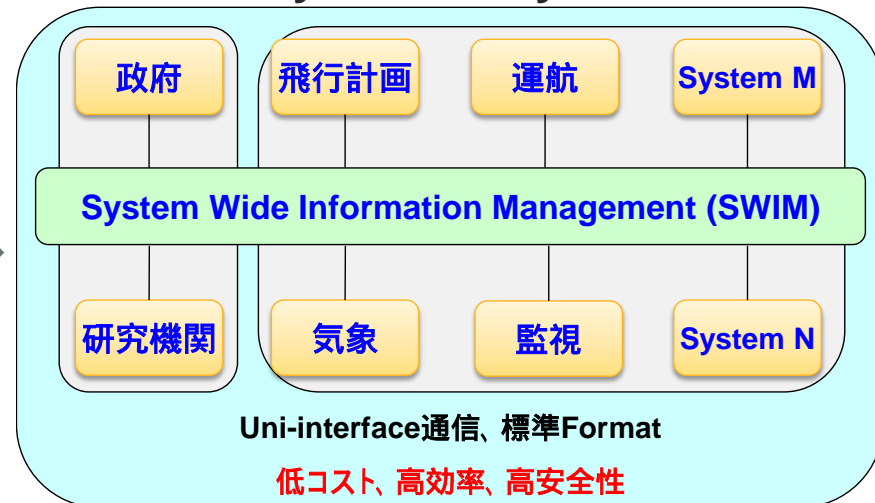 政府
飛行計画
運航
System M
System Wide Information Management (SWIM)
研究機関
気象
監視
System N
Uni-interface通信、標準Format
低コスト、高効率、高安全性